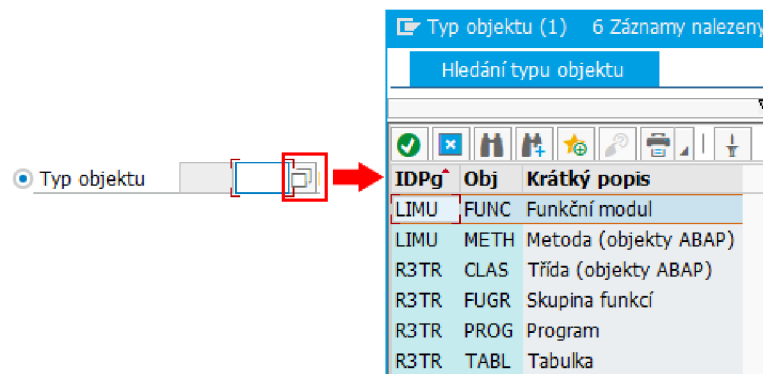 Typ objektu (1) 6 Záznamy nalezeny
Hledání typu objektu
Typ objektu
IDPg Obj Krátký popis
LIMU FUNC Funkční modul
LIMU METH Metoda (objekty ABAP)
R3TR CLAS Třída (objekty ABAP)
R3TR FUGR Skupina funkcí
R3TR PROG Program
R3TR TABL Tabulka